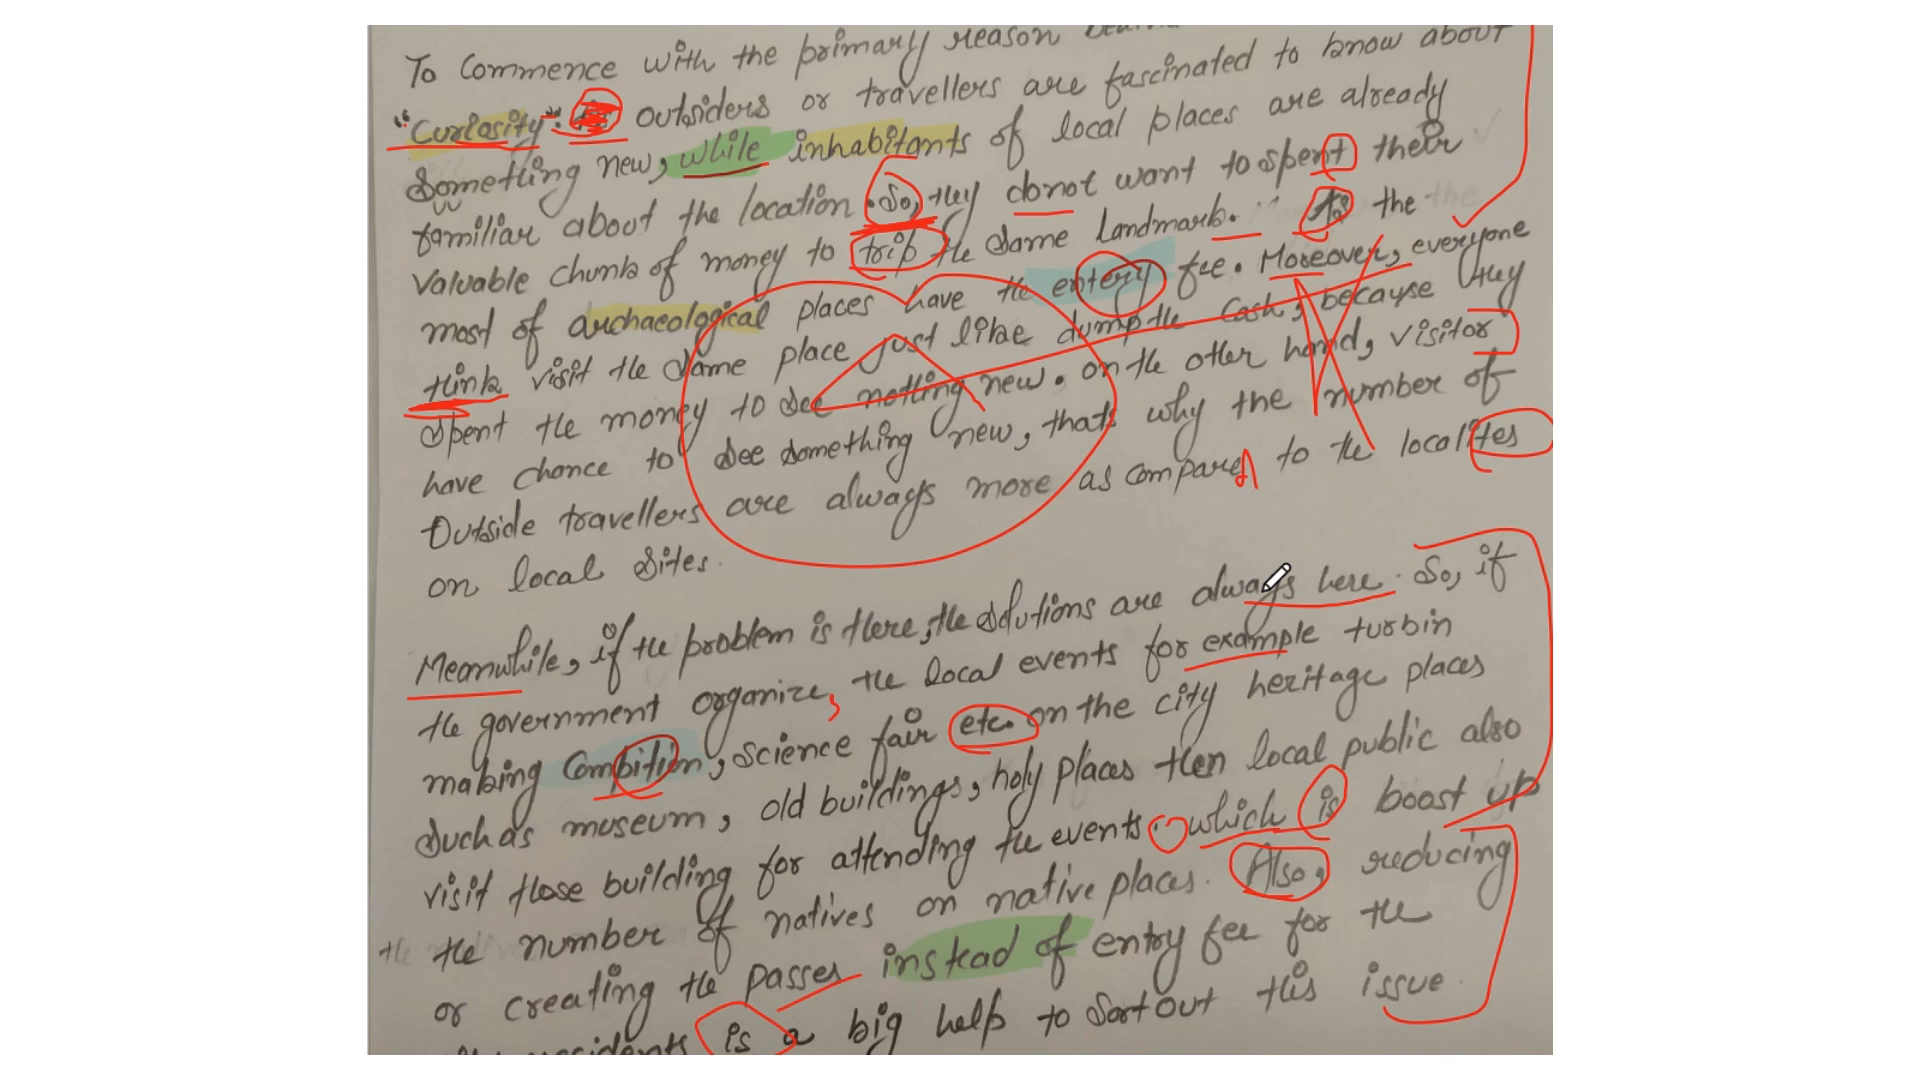 To Commence with the primary reason
"Curiosity". outsiders or travellers are fascinated to know about
Something new, while inhabitants of local places are already
familiar about the location. So, they donot want to spent their
valuable chunk of money to trip the same landmark. As the
most of archaeological places have the entery fee. Moreover, everyone
think visit the same place just like dump the cash, because they
spent the money to see nothing new. on the other hand, visitor
have chance to see something new, thats why the number of
Outside travellers are always more as compare to the localites
on local sites.
Meanwhile, if the problem is there, the solutions are always here. So, if
the government organize, the local events for example turbin
making Combition, science fair etc. on the city heritage places
such as museum, old buildings, holy places then local public also
visit those building for attending the events. which is boost up
the number of natives on native places. Also, reducing
or creating the passes instead of entry fee for the
is a big help to sort out this issue.